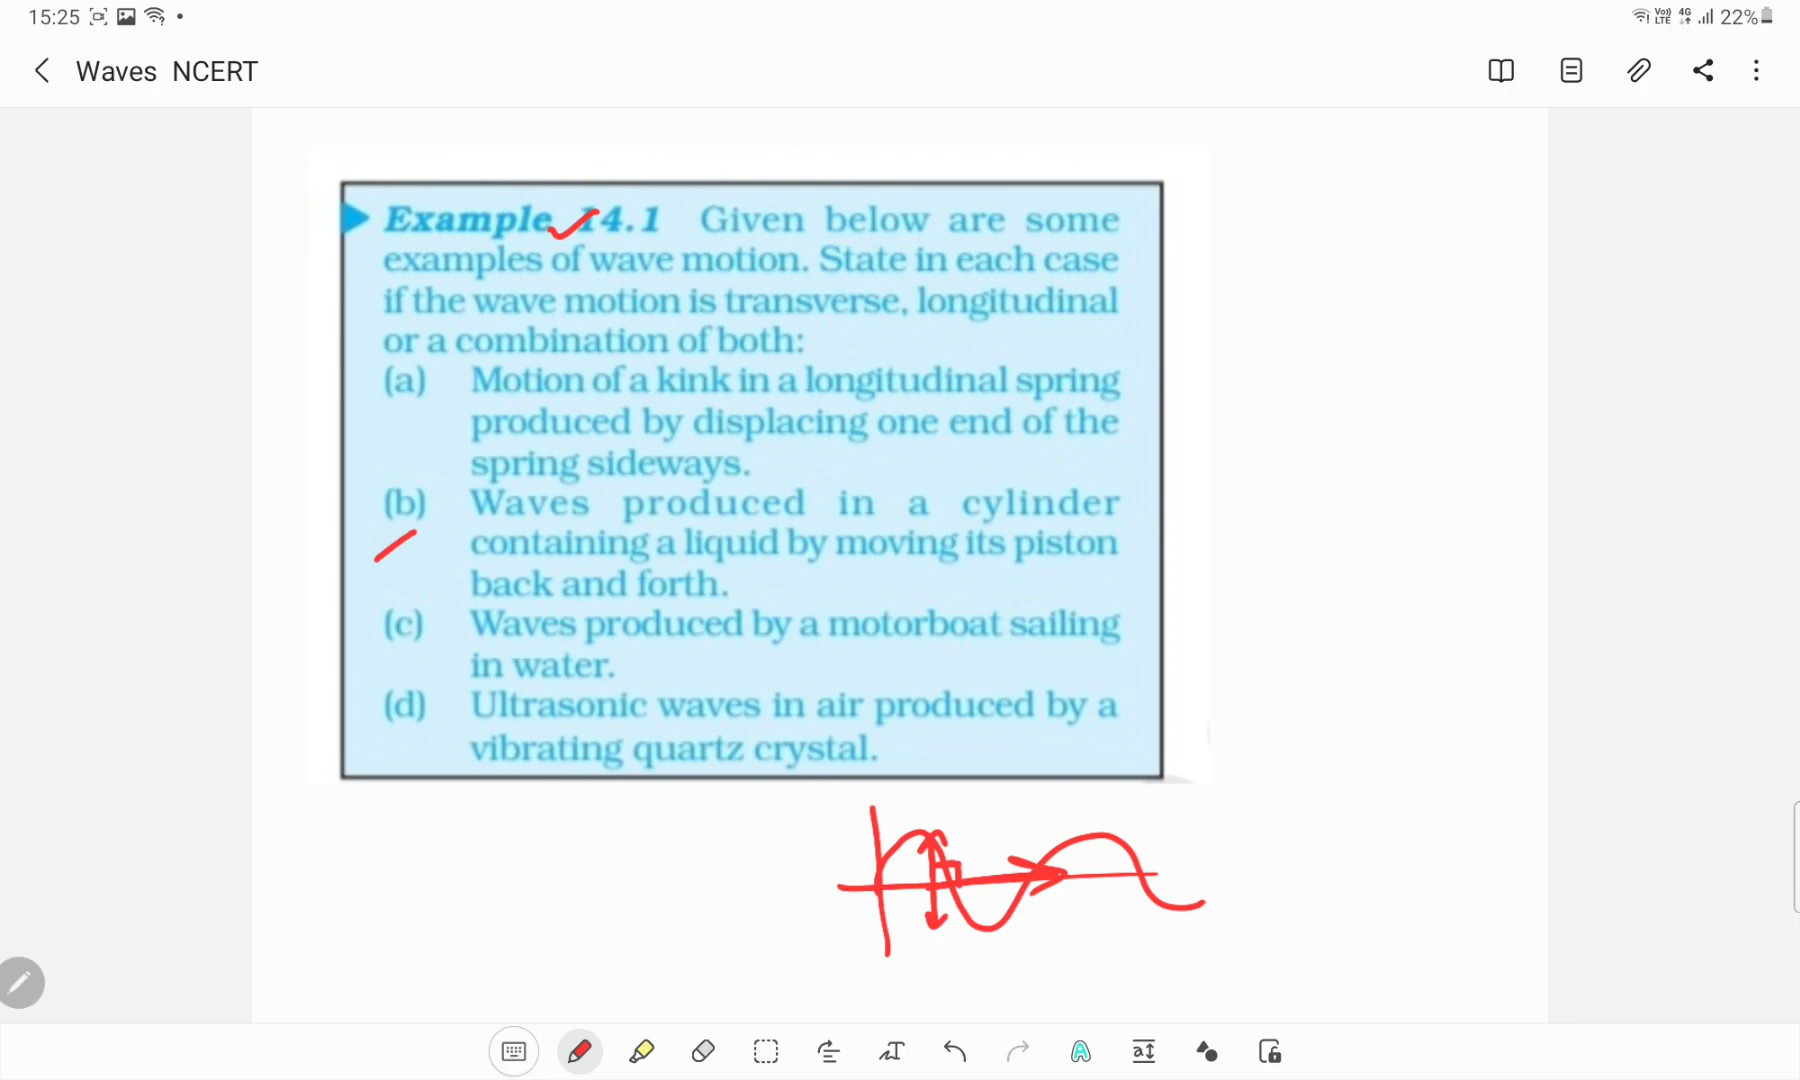 15:25
Vo)) LTE 4G 22%
Waves NCERT
Example 14.1 Given below are some
examples of wave motion. State in each case
if the wave motion is transverse, longitudinal
or a combination of both:
(a) Motion of a kink in a longitudinal spring
produced by displacing one end of the
spring sideways.
(b) Waves produced in a cylinder
containing a liquid by moving its piston
back and forth.
(c) Waves produced by a motorboat sailing
in water.
(d) Ultrasonic waves in air produced by a
vibrating quartz crystal.